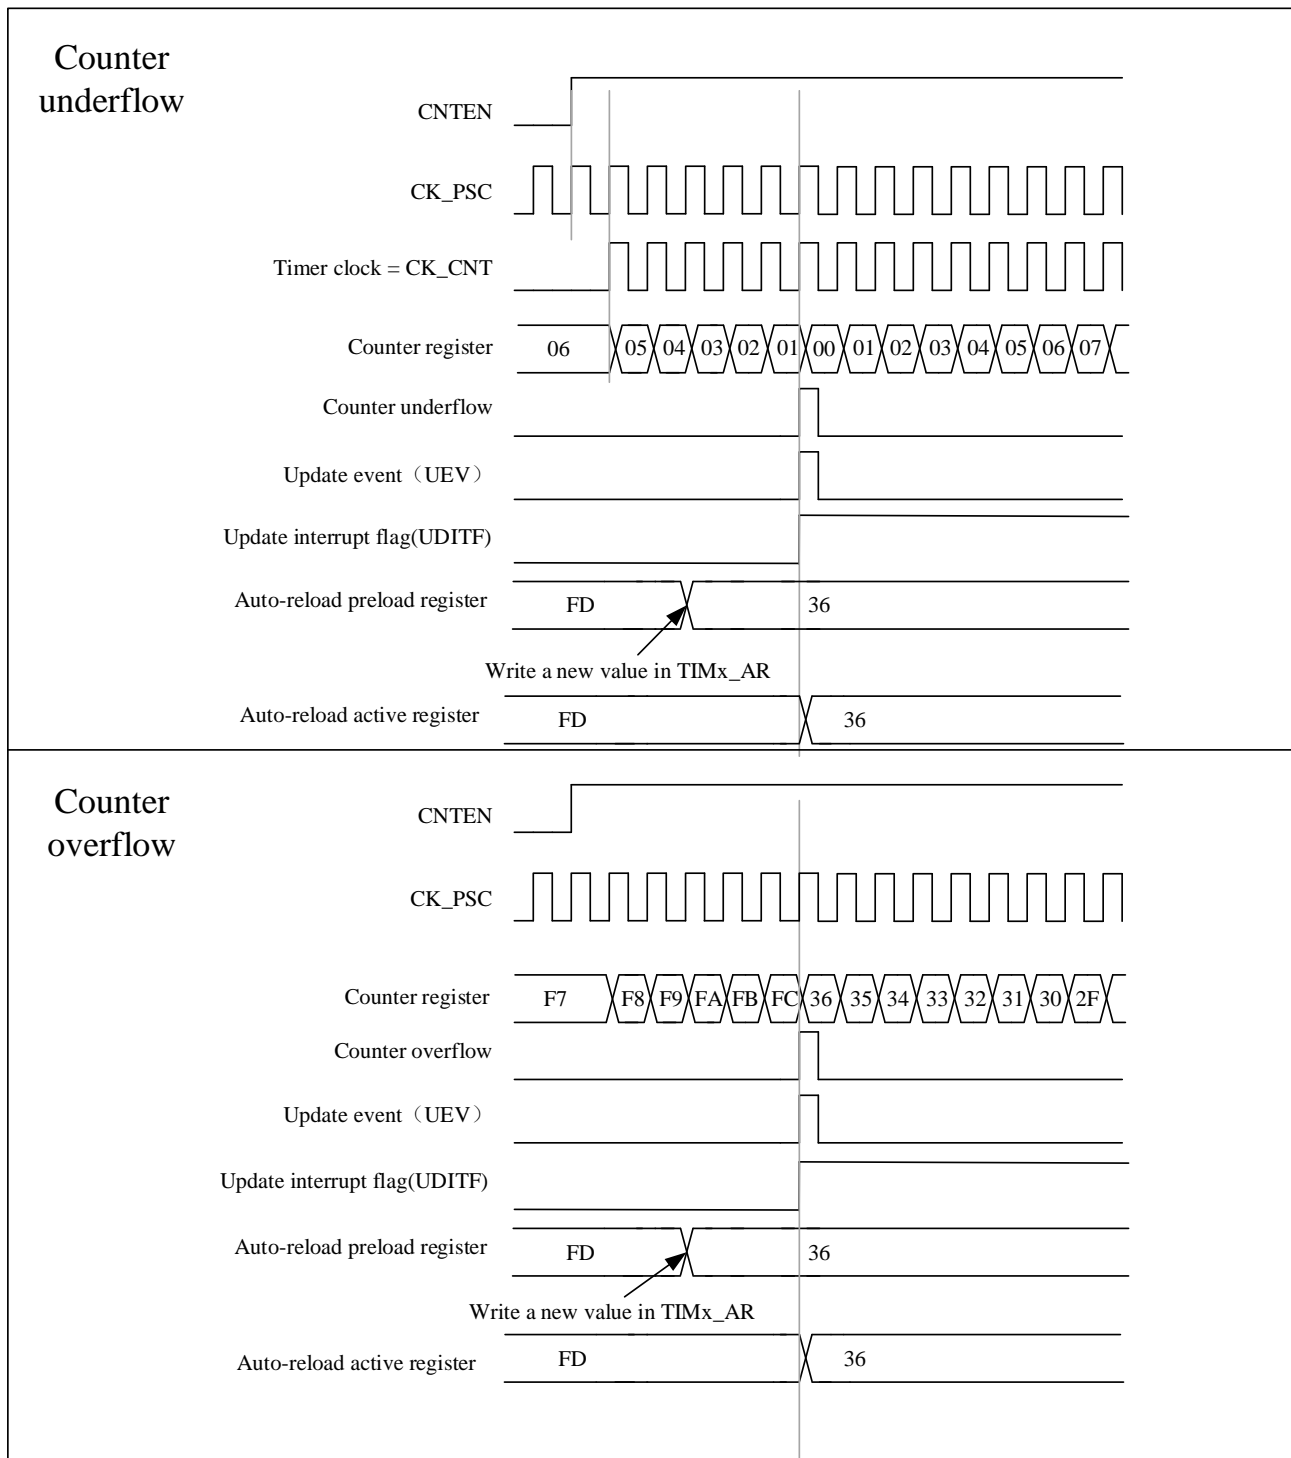 Counter
underflow
CNTEN
CK_PSC
Timer clock = CK_CNT
Counter register 06 05 04 03 02 01 00 01 02 03 04 05 06 07
Counter underflow
Update event（UEV）
Update interrupt flag(UDITF)
Auto-reload preload register FD 36
Write a new value in TIMx_AR
Auto-reload active register FD 36
Counter
overflow
CNTEN
CK_PSC
Counter register F7 F8 F9 FA FB FC 36 35 34 33 32 31 30 2F
Counter overflow
Update event（UEV）
Update interrupt flag(UDITF)
Auto-reload preload register FD 36
Write a new value in TIMx_AR
Auto-reload active register FD 36